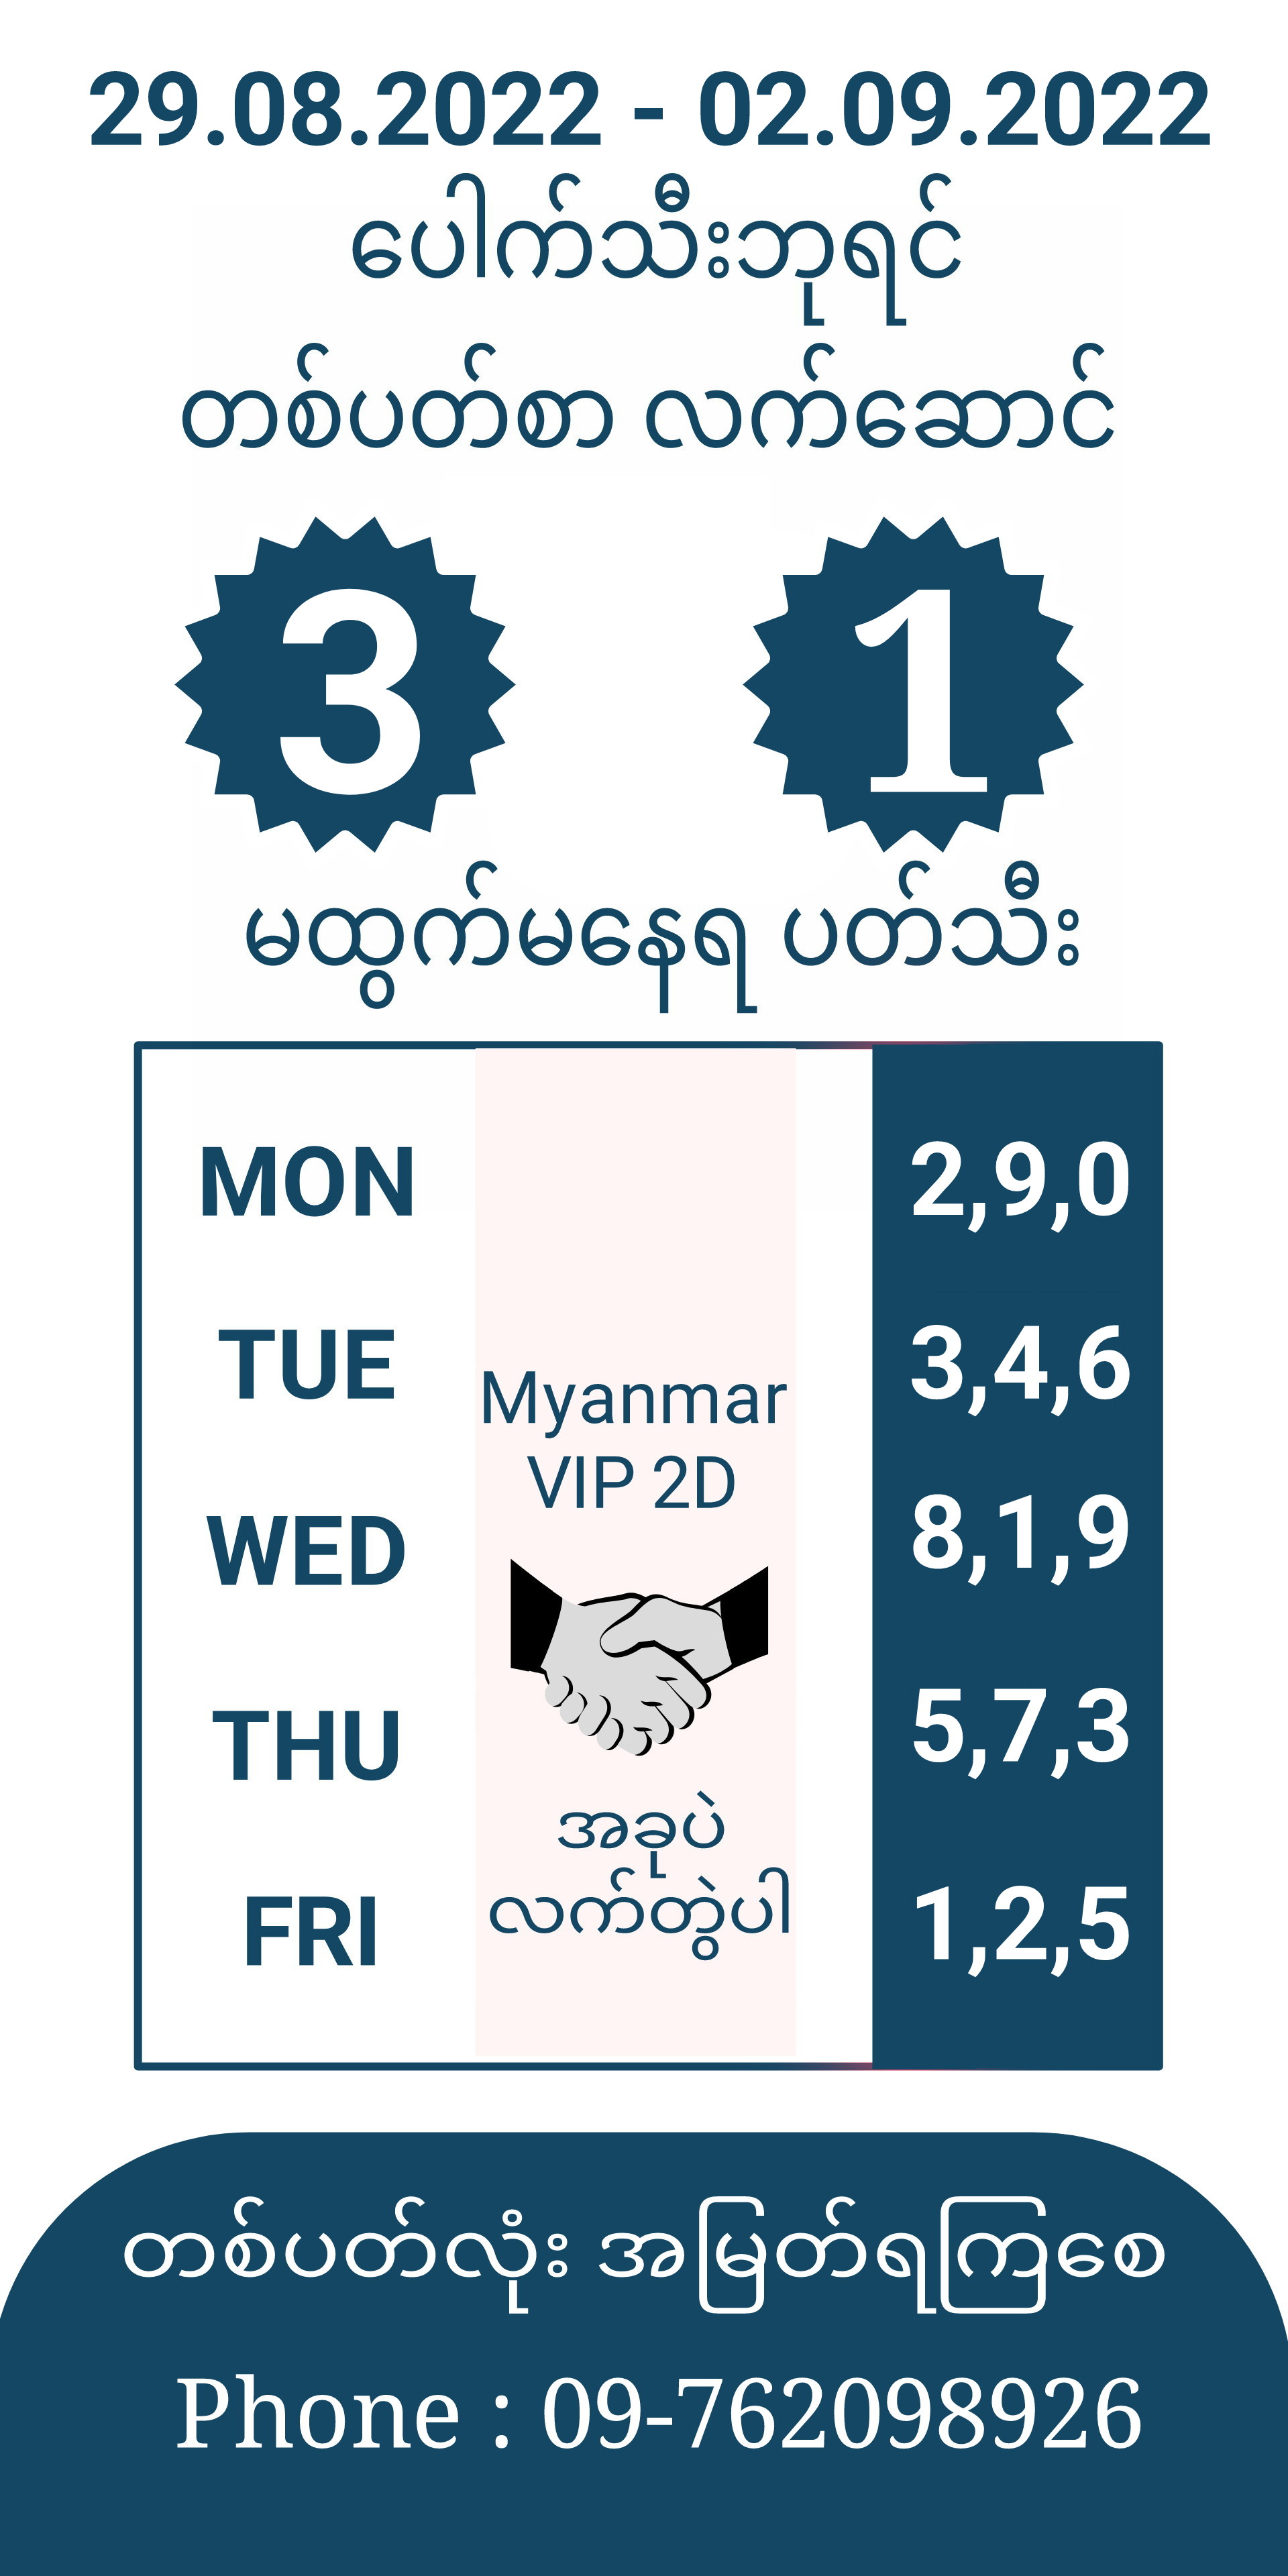 29.08.2022 - 02.09.2022
ပေါက်သီးဘုရင်
တစ်ပတ်စာ လက်ဆောင်
3 1
မထွက်မနေရ ပတ်သီး
MON 2,9,0
TUE 3,4,6
Myanmar
VIP 2D
WED 8,1,9
THU 5,7,3
အခုပဲ
လက်တွဲပါ
FRI 1,2,5
တစ်ပတ်လုံး အမြတ်ရကြစေ
Phone : 09-762098926